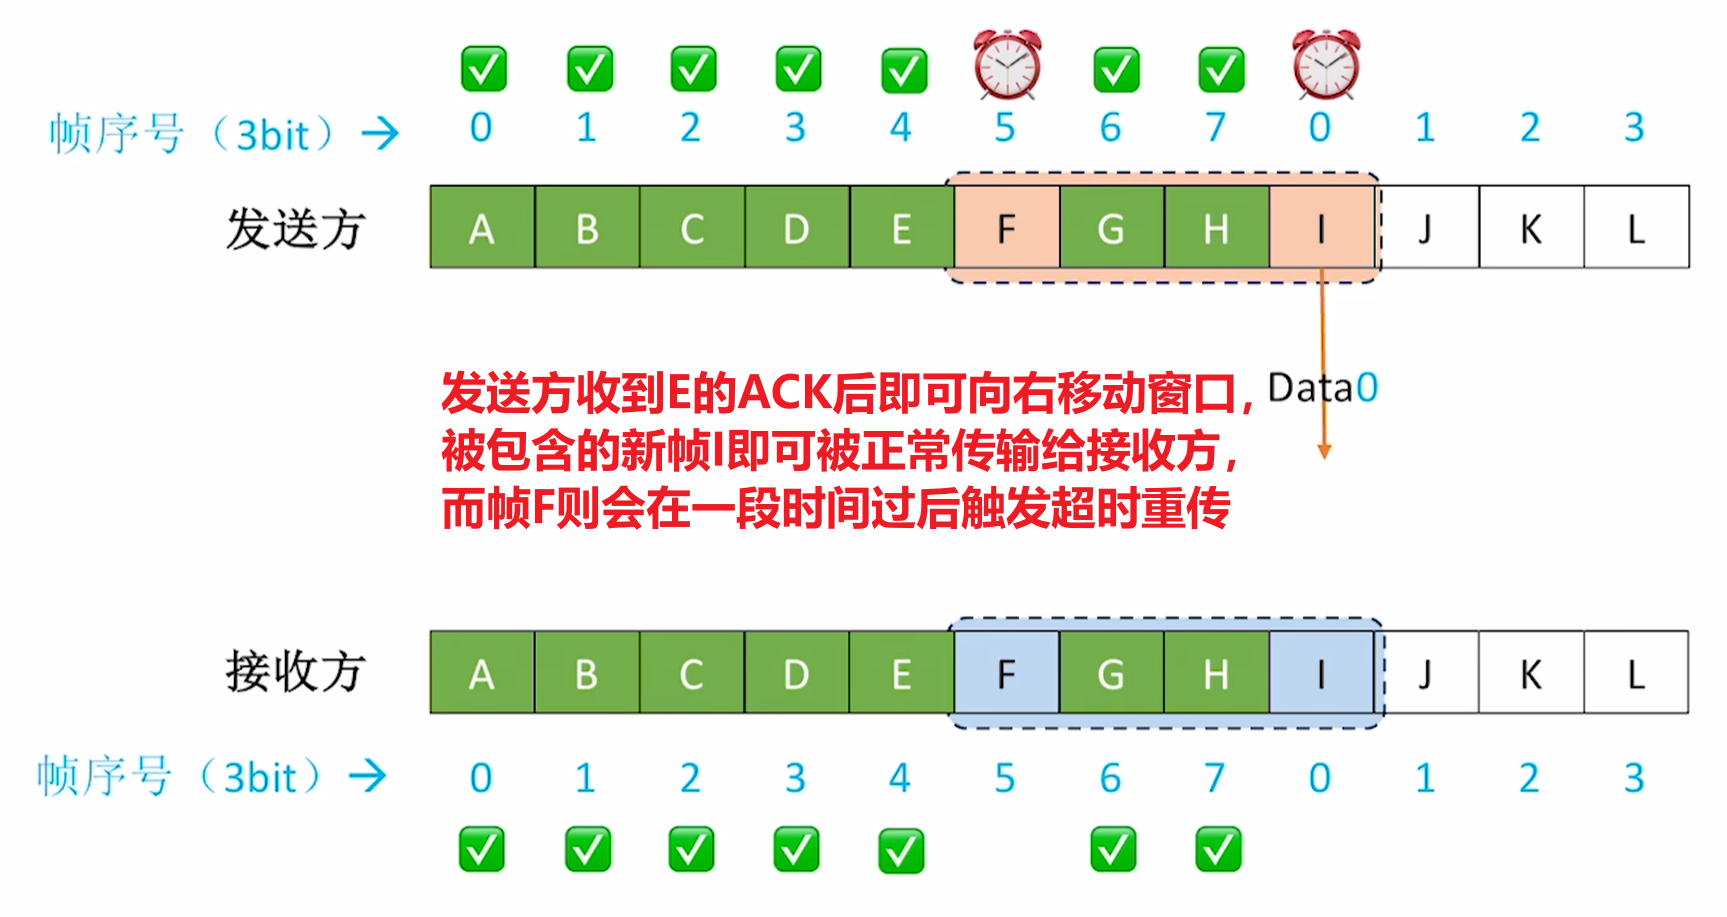 帧序号（3bit）→ 0 1 2 3 4 5 6 7 0 1 2 3
发送方 A B C D E F G H I J K L
发送方收到E的ACK后即可向右移动窗口，
Data0
被包含的新帧I即可被正常传输给接收方，
而帧F则会在一段时间过后触发超时重传
接收方 A B C D E F G H I J K L
帧序号（3bit）→ 0 1 2 3 4 5 6 7 0 1 2 3